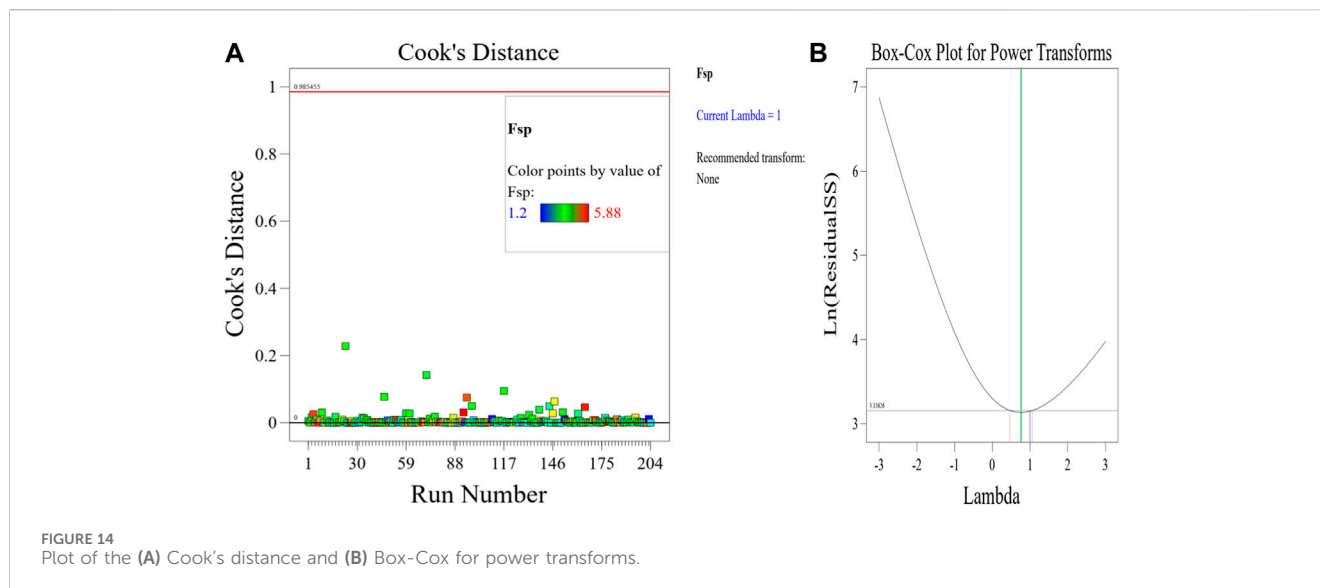 A
Cook's Distance
Cook's Distance
1
0.8
0.6
0.4
0.2
0
0.985455
0
Fsp
Color points by value of
Fsp:
1.2
5.88
1
30
59
88
117
146
175
204
Run Number
Fsp
Current Lambda = 1
Recommended transform:
None
B
Box-Cox Plot for Power Transforms
Ln(ResidualSS)
7
6
5
4
3
3.15626
-3
-2
-1
0
1
2
3
Lambda
FIGURE 14
Plot of the (A) Cook's distance and (B) Box-Cox for power transforms.